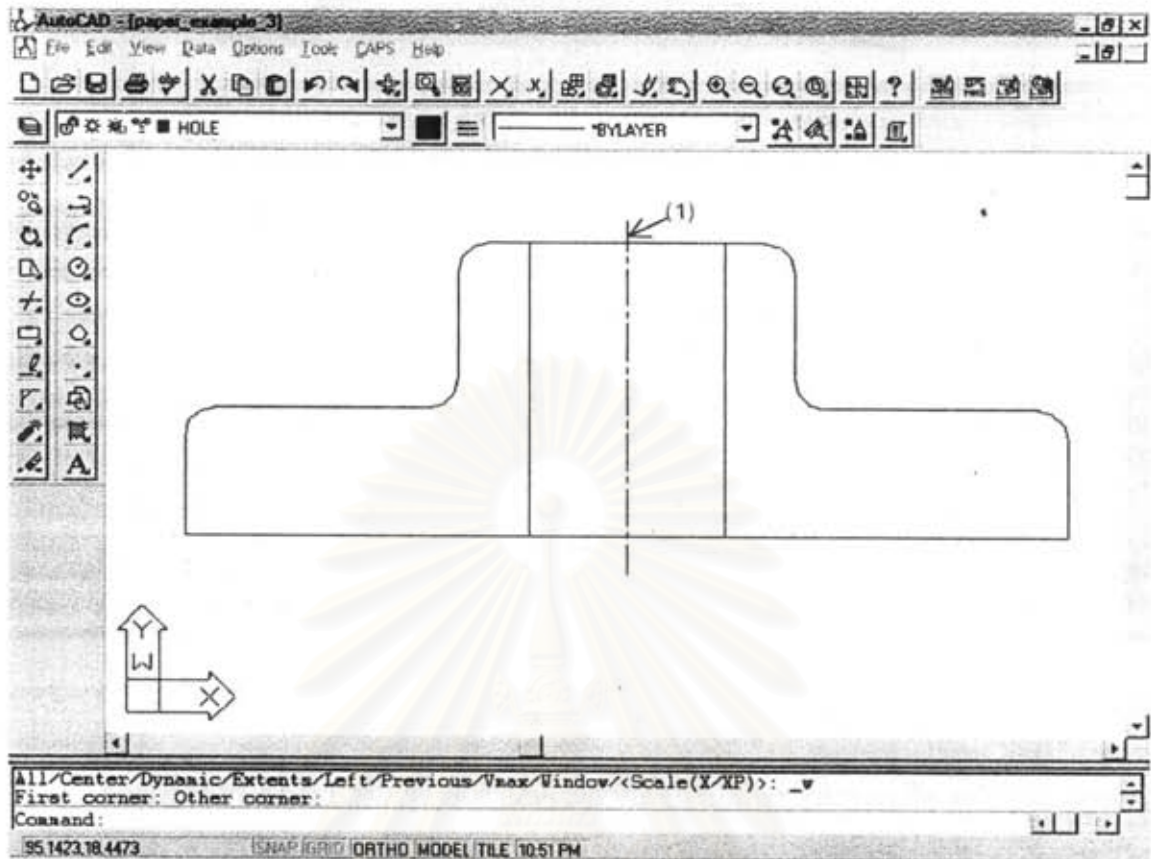 AutoCAD - [paper_example_3]
File Edit View Data Options Tools CAPS Help
HOLE
BYLAYER
(1)
Y
W
X
All/Center/Dynamic/Extents/Left/Previous/Vmax/Window/<Scale(X/XP)>: _w
First corner: Other corner:
Command:
95.1423,18.4473 SNAP GRID ORTHO MODEL TILE 10:51 PM